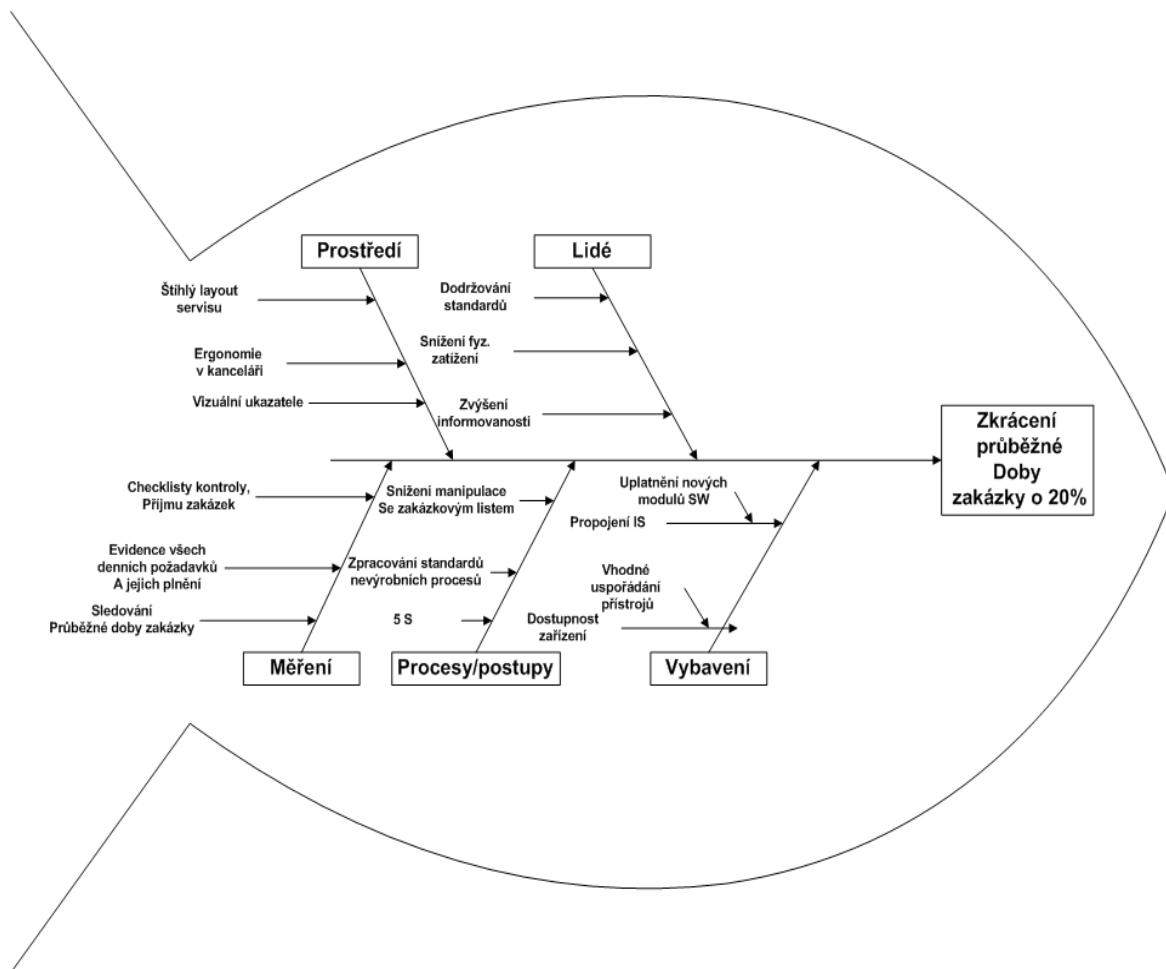 Prostředí
Štíhlý layout
servisu
Ergonomie
v kanceláři
Vizuální ukazatele
Lidé
Dodržování
standardů
Snížení fyz.
zatížení
Zvýšení
informovanosti
Zkrácení
průběžné
Doby
zakázky o 20%
Checklisty kontroly,
Příjmu zakázek
Evidence všech
denních požadavků
A jejich plnění
Sledování
Průběžné doby zakázky
Měření
Snižení manipulace
Se zakázkovým listem
Zpracování standardů
nevýrobních procesů
5 S
Procesy/postupy
Uplatnění nových
modulů SW
Propojení IS
Vhodné
uspořádání
přístrojů
Dostupnost
zařízení
Vybavení